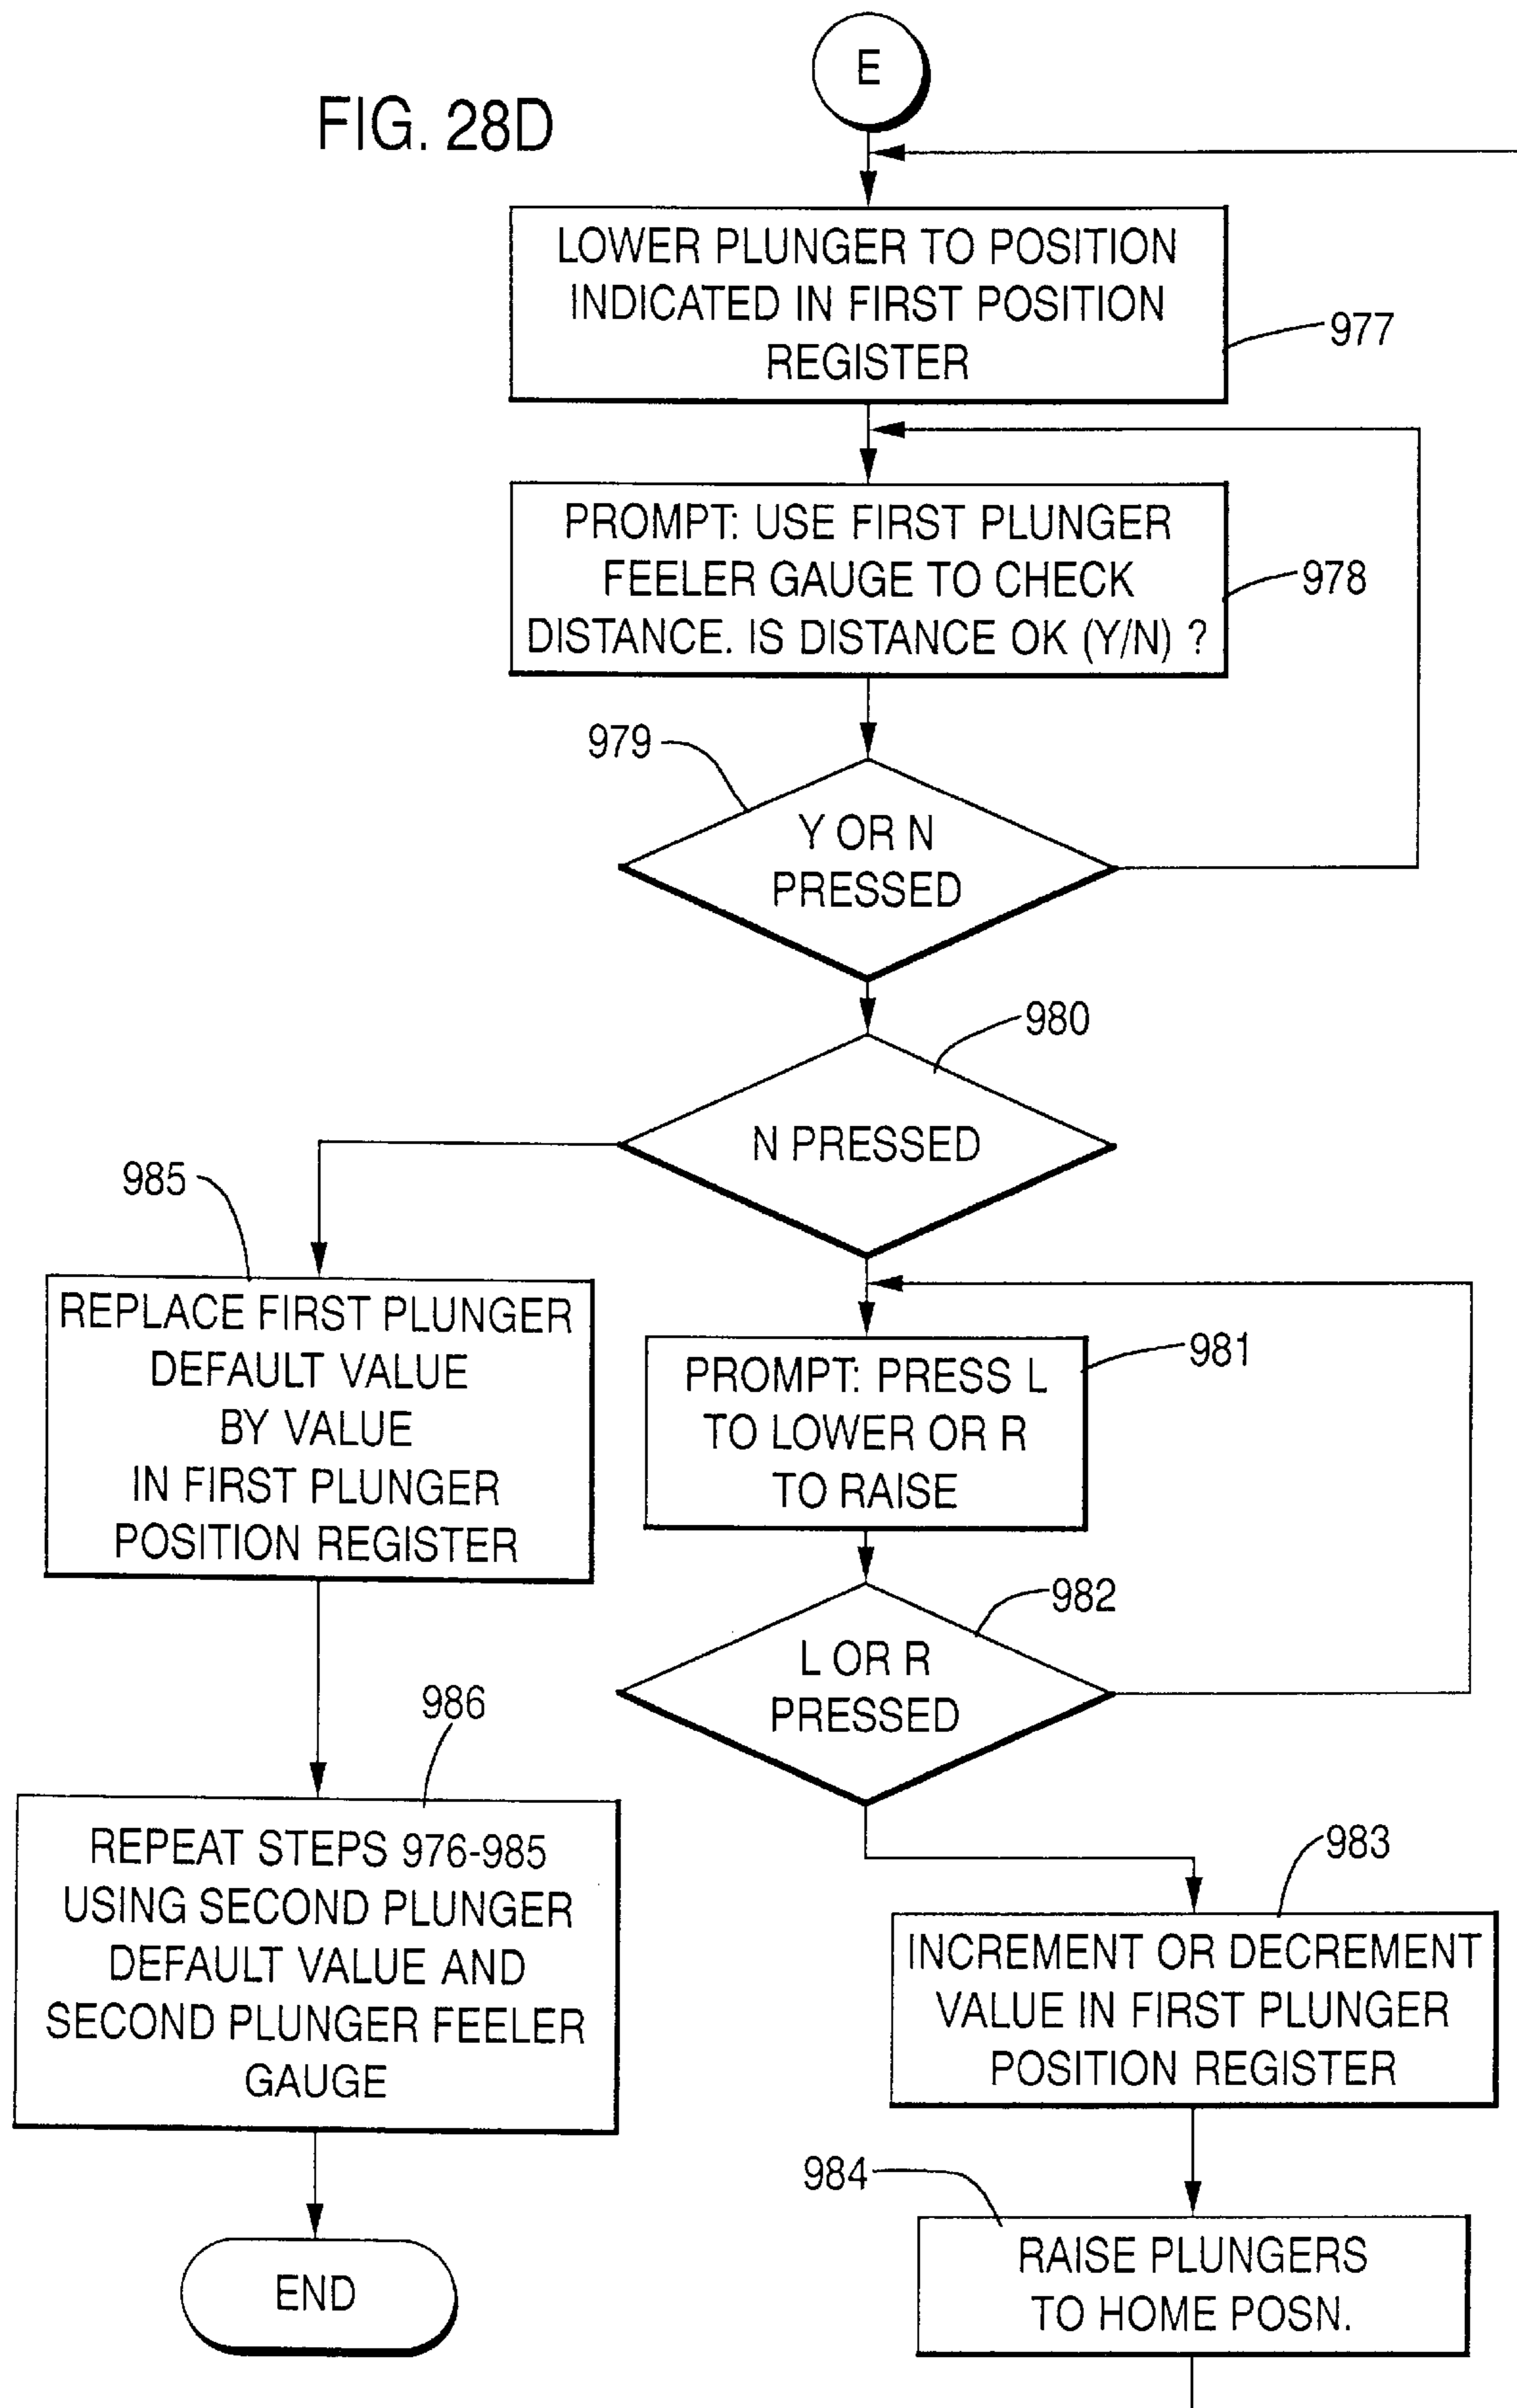 E
FIG. 28D
LOWER PLUNGER TO POSITION
INDICATED IN FIRST POSITION
REGISTER
977
PROMPT: USE FIRST PLUNGER
FEELER GAUGE TO CHECK
DISTANCE. IS DISTANCE OK (Y/N) ?
978
979
Y OR N
PRESSED
980
N PRESSED
985
REPLACE FIRST PLUNGER
DEFAULT VALUE
BY VALUE
IN FIRST PLUNGER
POSITION REGISTER
981
PROMPT: PRESS L
TO LOWER OR R
TO RAISE
982
L OR R
PRESSED
986
REPEAT STEPS 976-985
USING SECOND PLUNGER
DEFAULT VALUE AND
SECOND PLUNGER FEELER
GAUGE
983
INCREMENT OR DECREMENT
VALUE IN FIRST PLUNGER
POSITION REGISTER
984
RAISE PLUNGERS
TO HOME POSN.
END